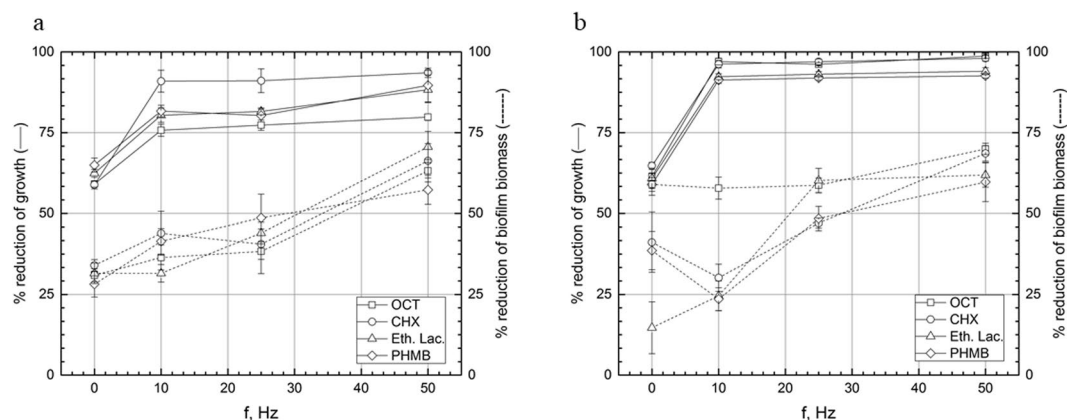 a
% reduction of growth (——)
100
75
50
25
0
100
75
50
25
0
% reduction of biofilm biomass (------)
OCT
CHX
Eth. Lac.
PHMB
0 10 20 30 40 50
f, Hz
b
% reduction of growth (——)
100
75
50
25
0
100
75
50
25
0
% reduction of biofilm biomass (------)
OCT
CHX
Eth. Lac.
PHMB
0 10 20 30 40 50
f, Hz